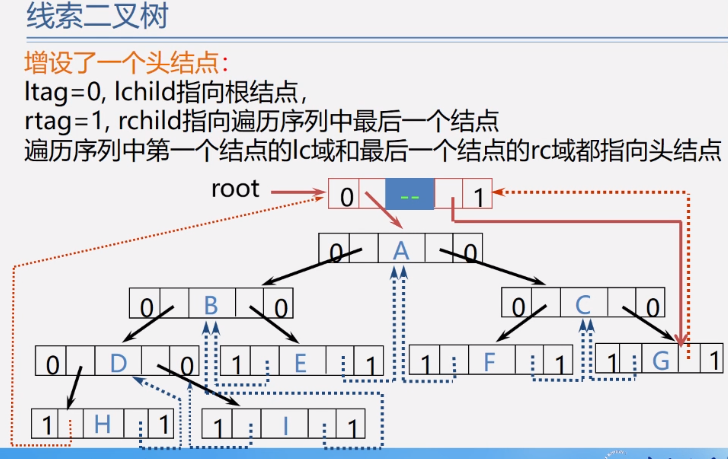 线索二叉树
增设了一个头结点：
ltag=0, lchild指向根结点，
rtag=1, rchild指向遍历序列中最后一个结点
遍历序列中第一个结点的lc域和最后一个结点的rc域都指向头结点
root 0 -- 1
0 A 0
0 B 0 0 C 0
0 D 0 1 E 1 1 F 1 1 G 1
1 H 1 1 I 1